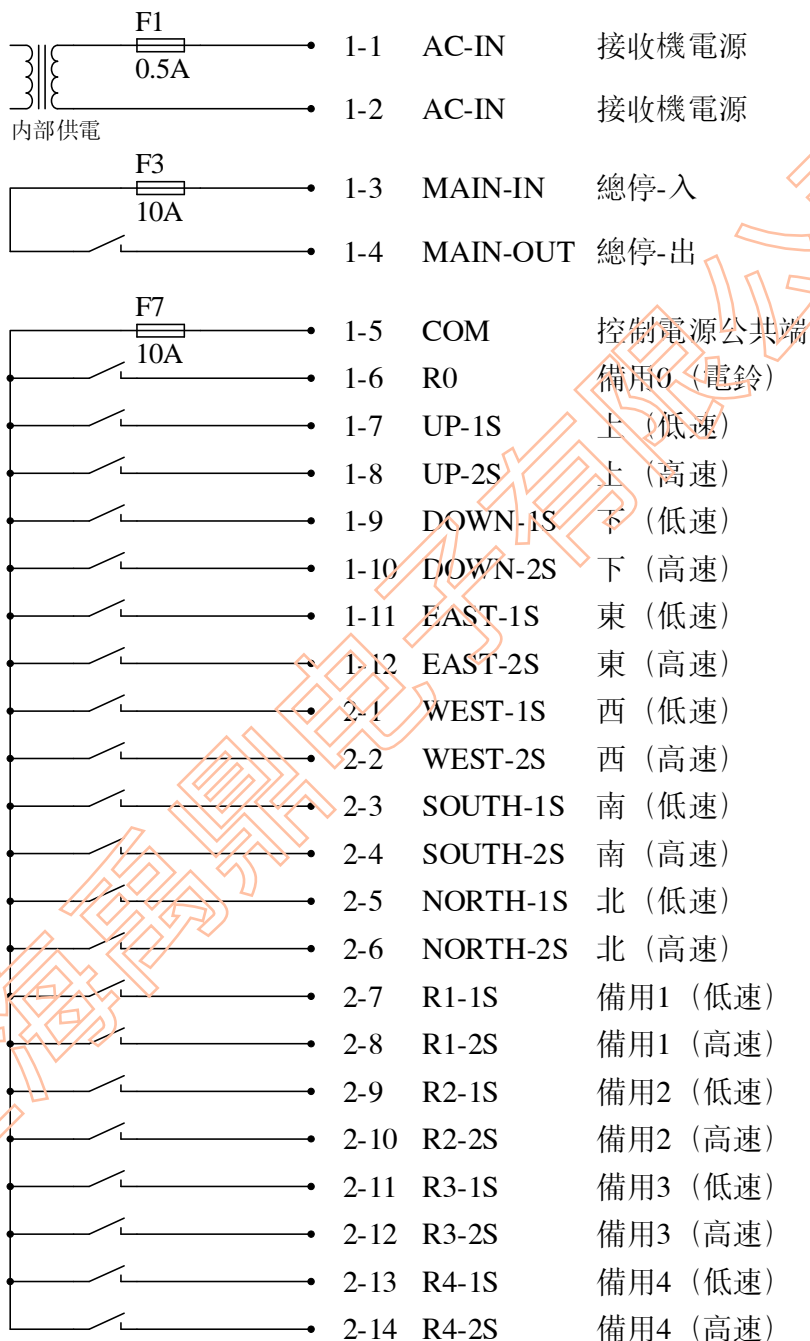 F1
0.5A
1-1 AC-IN 接收機電源
1-2 AC-IN 接收機電源
内部供電
F3
10A
1-3 MAIN-IN 總停-入
1-4 MAIN-OUT 總停-出
F7
10A
1-5 COM 控制電源公共端
1-6 R0 備用0（電鈴）
1-7 UP-1S 上（低速）
1-8 UP-2S 上（高速）
1-9 DOWN-1S 下（低速）
1-10 DOWN-2S 下（高速）
1-11 EAST-1S 東（低速）
1-12 EAST-2S 東（高速）
2-1 WEST-1S 西（低速）
2-2 WEST-2S 西（高速）
2-3 SOUTH-1S 南（低速）
2-4 SOUTH-2S 南（高速）
2-5 NORTH-1S 北（低速）
2-6 NORTH-2S 北（高速）
2-7 R1-1S 備用1（低速）
2-8 R1-2S 備用1（高速）
2-9 R2-1S 備用2（低速）
2-10 R2-2S 備用2（高速）
2-11 R3-1S 備用3（低速）
2-12 R3-2S 備用3（高速）
2-13 R4-1S 備用4（低速）
2-14 R4-2S 備用4（高速）
海禹鼎电子有限公